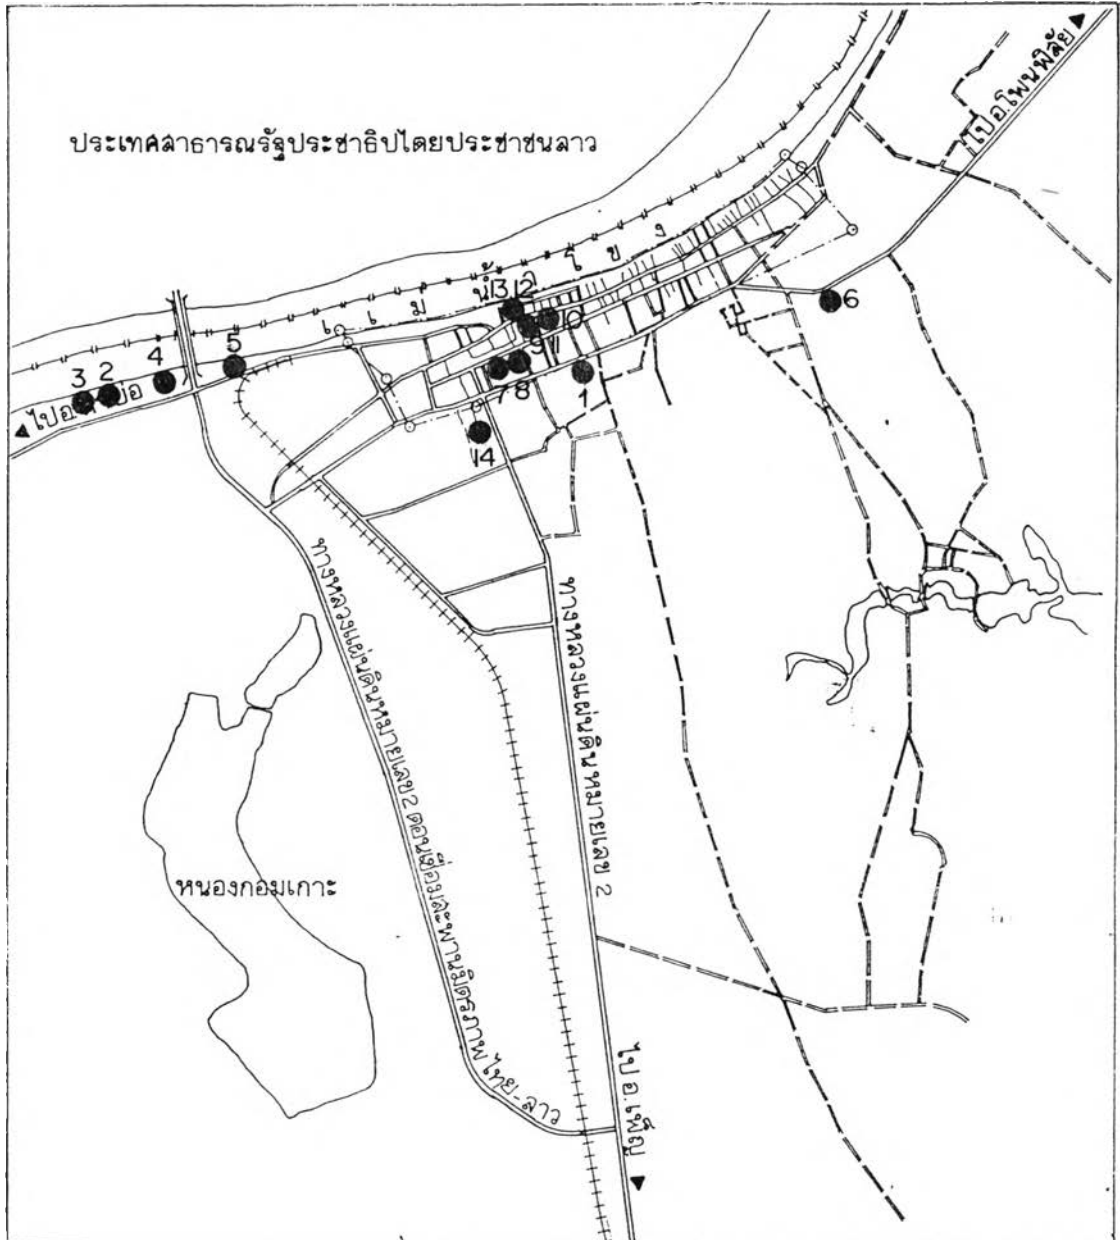 ไปอ.โพนพิสัย
ประเทศสาธารณรัฐประชาธิปไตยประชาชนลาว
แม่น้ำโขง
13
12
6
10
11
5
9
4
3
2
7
8
1
ไปอ.ท่าบ่อ
14
ทางหลวงแผ่นดินหมายเลข 2 ตอนเชื่อมสะพานมิตรภาพไทย-ลาว
ทางหลวงแผ่นดินหมายเลข 2
หนองกอมเกาะ
ไปอ.เพ็ญ